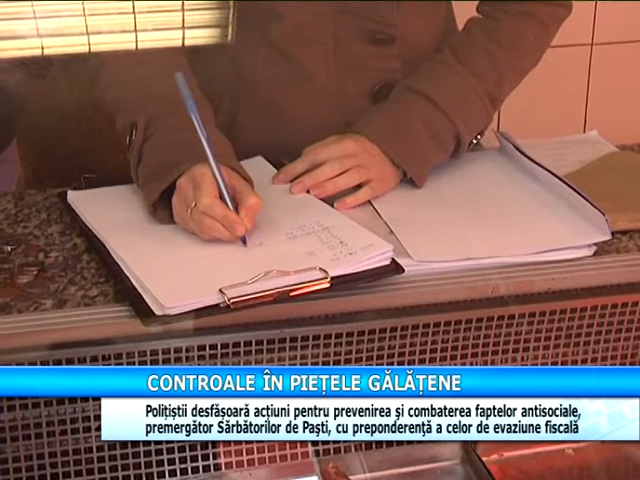 CONTROALE ÎN PIEȚELE GĂLĂȚENE
Polițiștii desfășoară acțiuni pentru prevenirea și combaterea faptelor antisociale,
premergător Sărbătorilor de Paști, cu preponderență a celor de evaziune fiscală